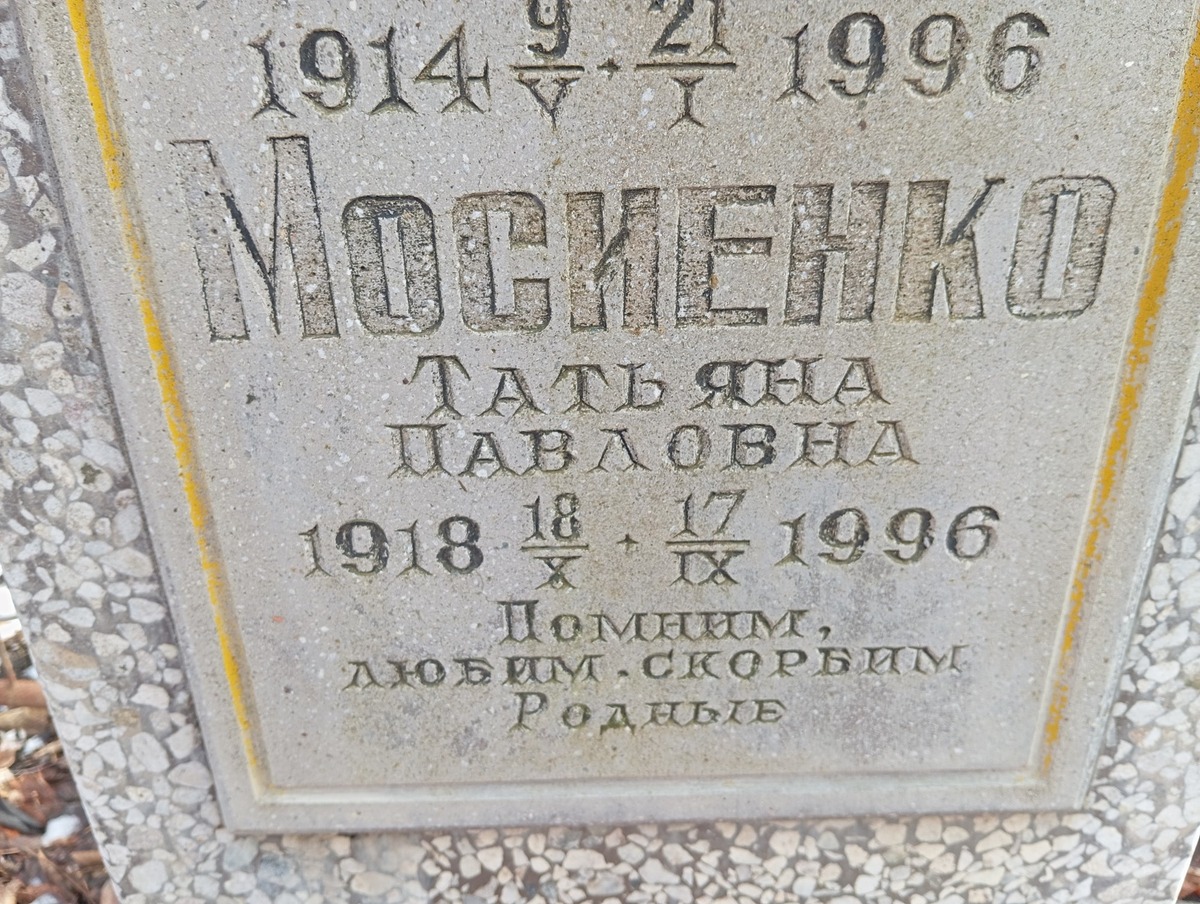 1914 9/V · 21/I 1996
МОСИЕНКО
ТАТЬЯНА
ПАВЛОВНА
1918 18/X · 17/IX 1996
ПОМНИМ,
ЛЮБИМ. СКОРБИМ
РОДНЫЕ